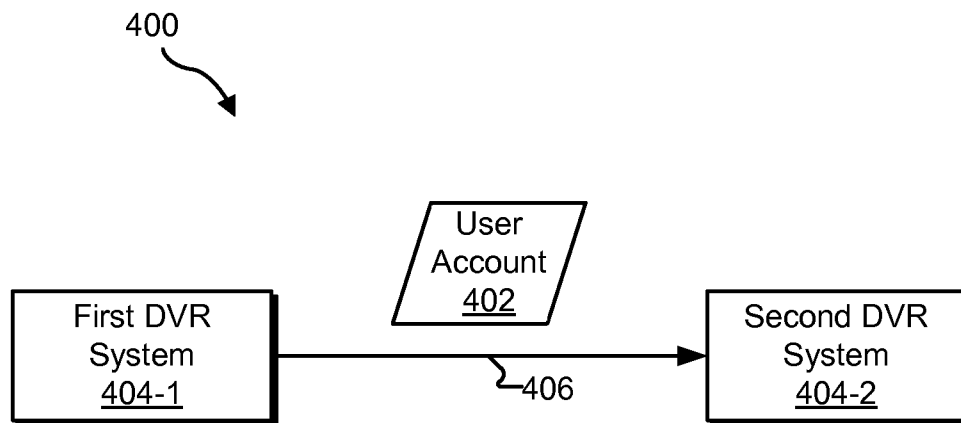 400
User
Account
402
First DVR
System
404-1
Second DVR
System
404-2
406